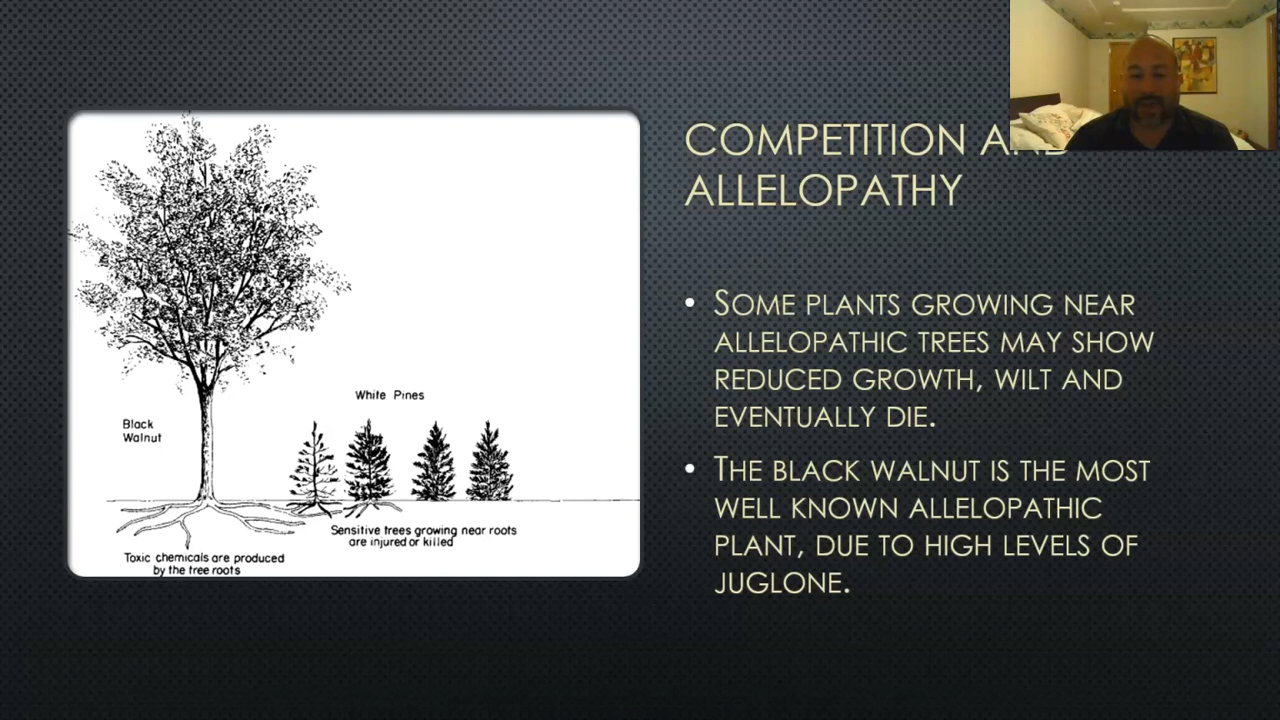 COMPETITION AND
ALLELOPATHY
• SOME PLANTS GROWING NEAR
ALLELOPATHIC TREES MAY SHOW
REDUCED GROWTH, WILT AND
EVENTUALLY DIE.
• THE BLACK WALNUT IS THE MOST
WELL KNOWN ALLELOPATHIC
PLANT, DUE TO HIGH LEVELS OF
JUGLONE.
White Pines
Black
Walnut
Sensitive trees growing near roots
are injured or killed
Toxic chemicals are produced
by the tree roots